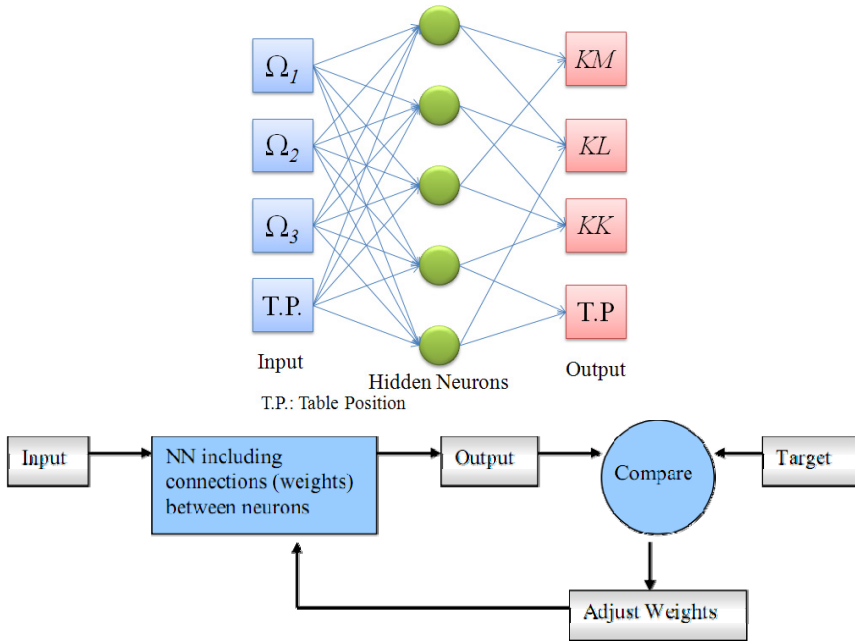 Ω1
Ω2
Ω3
T.P.
Input
Hidden Neurons
KM
KL
KK
T.P
Output
T.P.: Table Position
Input
NN including
connections (weights)
between neurons
Output
Compare
Target
Adjust Weights